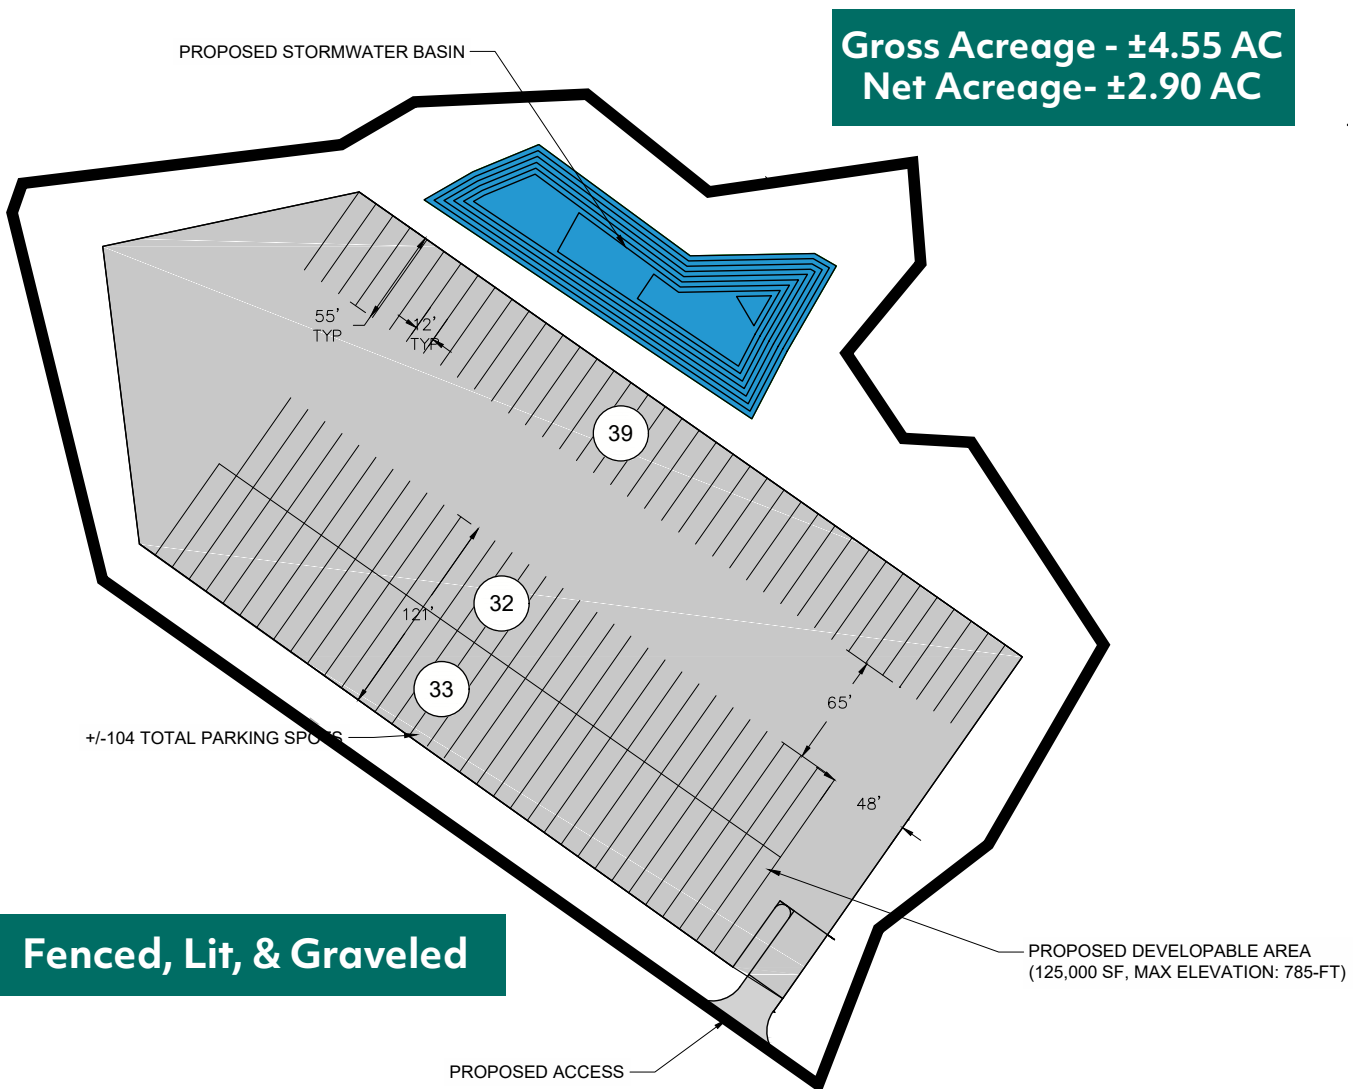 PROPOSED STORMWATER BASIN
Gross Acreage - ±4.55 AC
Net Acreage- ±2.90 AC
55'
TYP
12'
TYP
39
32
121'
33
65'
48'
+/-104 TOTAL PARKING SPOTS
Fenced, Lit, & Graveled
PROPOSED DEVELOPABLE AREA
(125,000 SF, MAX ELEVATION: 785-FT)
PROPOSED ACCESS